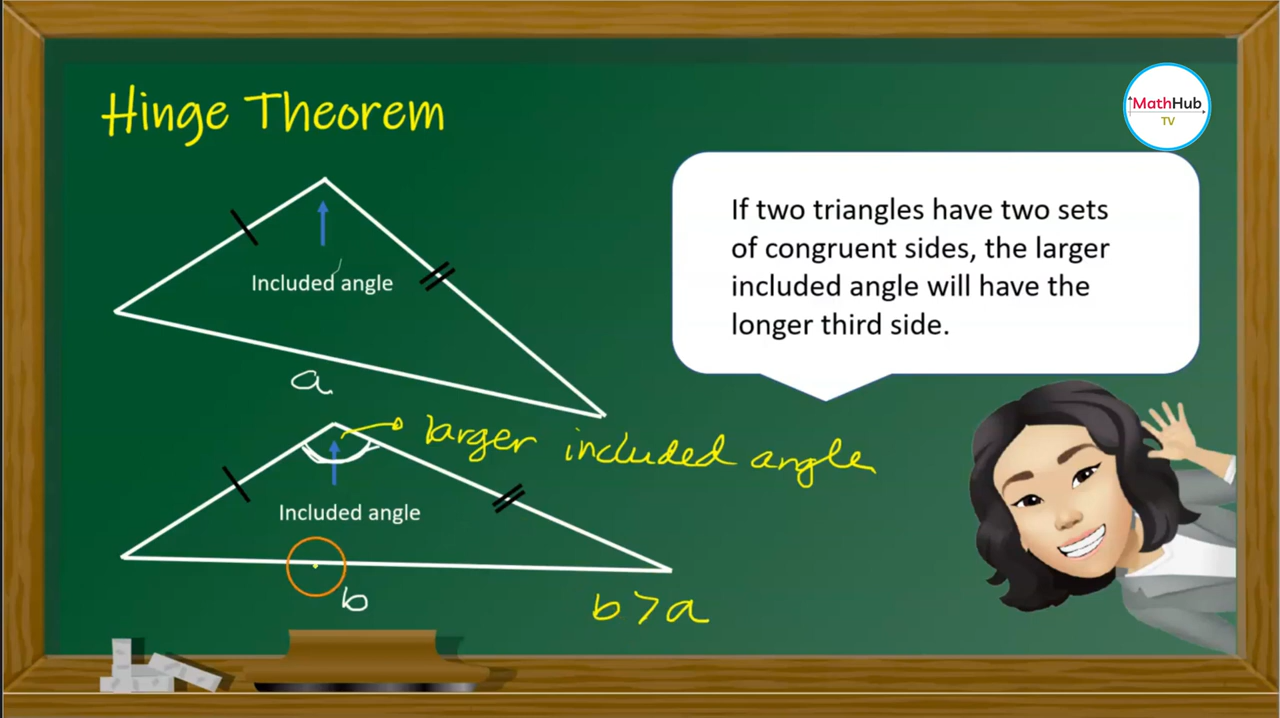 Hinge Theorem
MathHub
TV
If two triangles have two sets
of congruent sides, the larger
included angle will have the
longer third side.
Included angle
a
larger included angle
Included angle
b
b > a